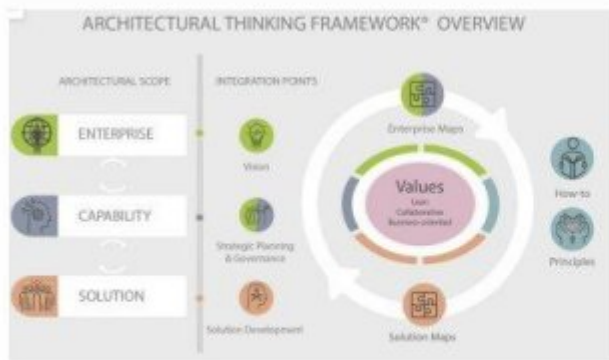 ARCHITECTURAL THINKING FRAMEWORK® OVERVIEW
ARCHITECTURAL SCOPE
INTEGRATION POINTS
ENTERPRISE
Vision
CAPABILITY
Strategic Planning
& Governance
SOLUTION
Solution Development
Enterprise Maps
Values
Lean
Collaborative
Business-oriented
Solution Maps
How-to
Principles